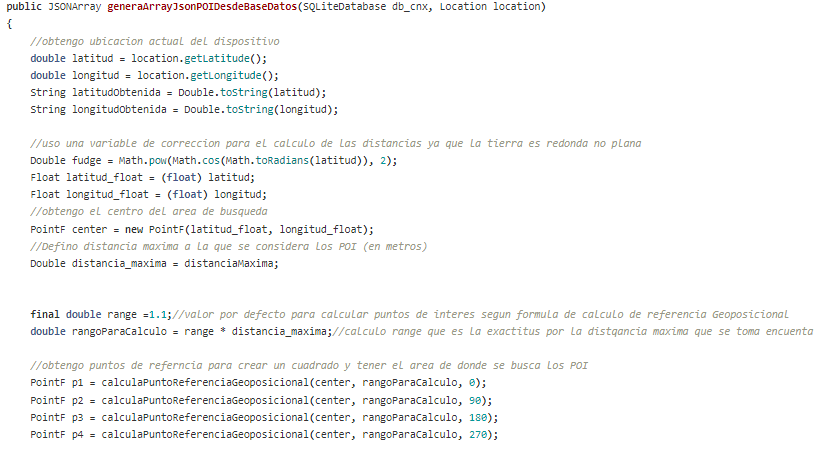 public JSONArray generaArrayJsonPOIDesdeBaseDatos(SQLiteDatabase db_cnx, Location location)
{
//obtengo ubicacion actual del dispositivo
double latitud = location.getLatitude();
double longitud = location.getLongitude();
String latitudObtenida = Double.toString(latitud);
String longitudObtenida = Double.toString(longitud);
//uso una variable de correccion para el calculo de las distancias ya que la tierra es redonda no plana
Double fudge = Math.pow(Math.cos(Math.toRadians(latitud)), 2);
Float latitud_float = (float) latitud;
Float longitud_float = (float) longitud;
//obtengo el centro del area de busqueda
PointF center = new PointF(latitud_float, longitud_float);
//Defino distancia maxima a la que se considera los POI (en metros)
Double distancia_maxima = distanciaMaxima;
final double range =1.1;//valor por defecto para calcular puntos de interes segun formula de calculo de referencia Geoposicional
double rangoParaCalculo = range * distancia_maxima;//calculo range que es la exactitus por la distqancia maxima que se toma encuenta
//obtengo puntos de referncia para crear un cuadrado y tener el area de donde se busca los POI
PointF p1 = calculaPuntoReferenciaGeoposicional(center, rangoParaCalculo, 0);
PointF p2 = calculaPuntoReferenciaGeoposicional(center, rangoParaCalculo, 90);
PointF p3 = calculaPuntoReferenciaGeoposicional(center, rangoParaCalculo, 180);
PointF p4 = calculaPuntoReferenciaGeoposicional(center, rangoParaCalculo, 270);